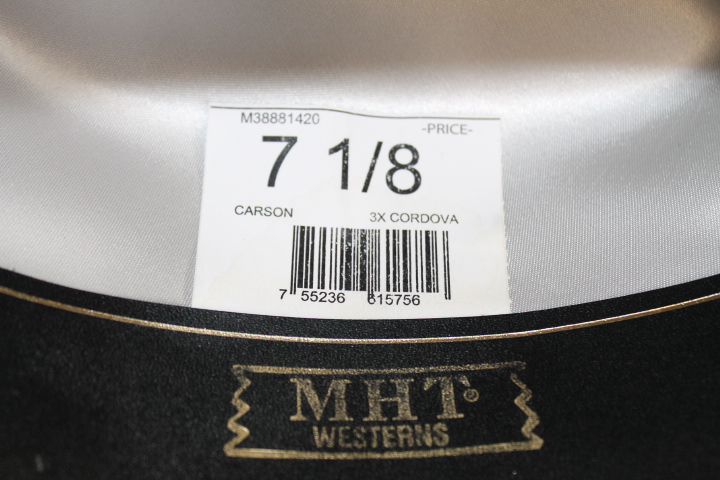 M38881420
-PRICE-
7 1/8
CARSON 3X CORDOVA
7 55236 615756
MHT®
WESTERNS